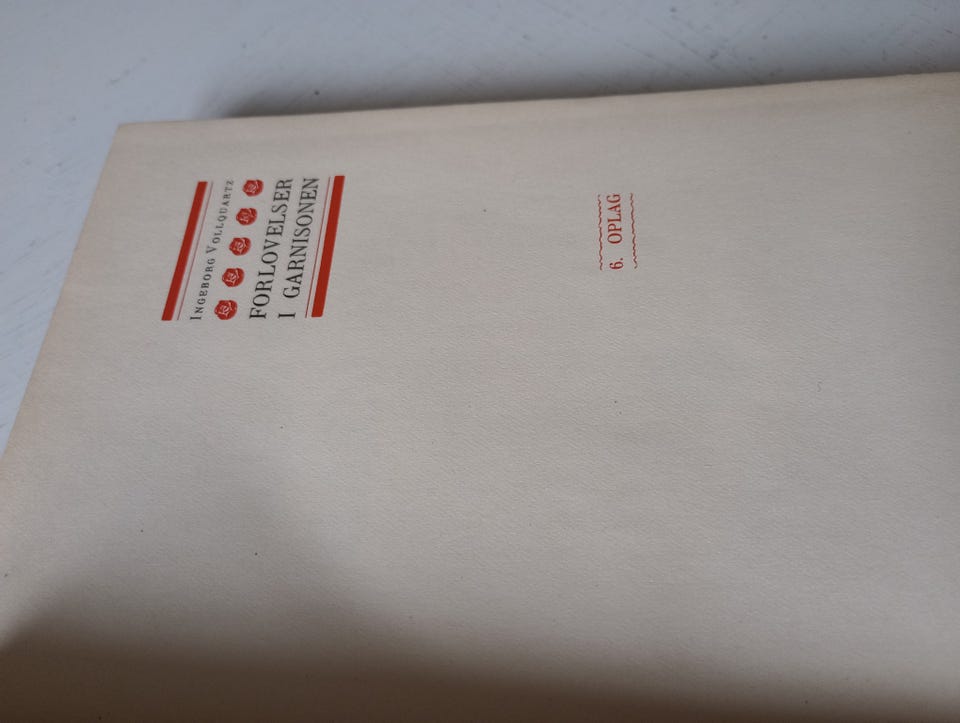 INGEBORG VOLLQUARTZ
FORLOVELSER
I GARNISONEN
6. OPLAG